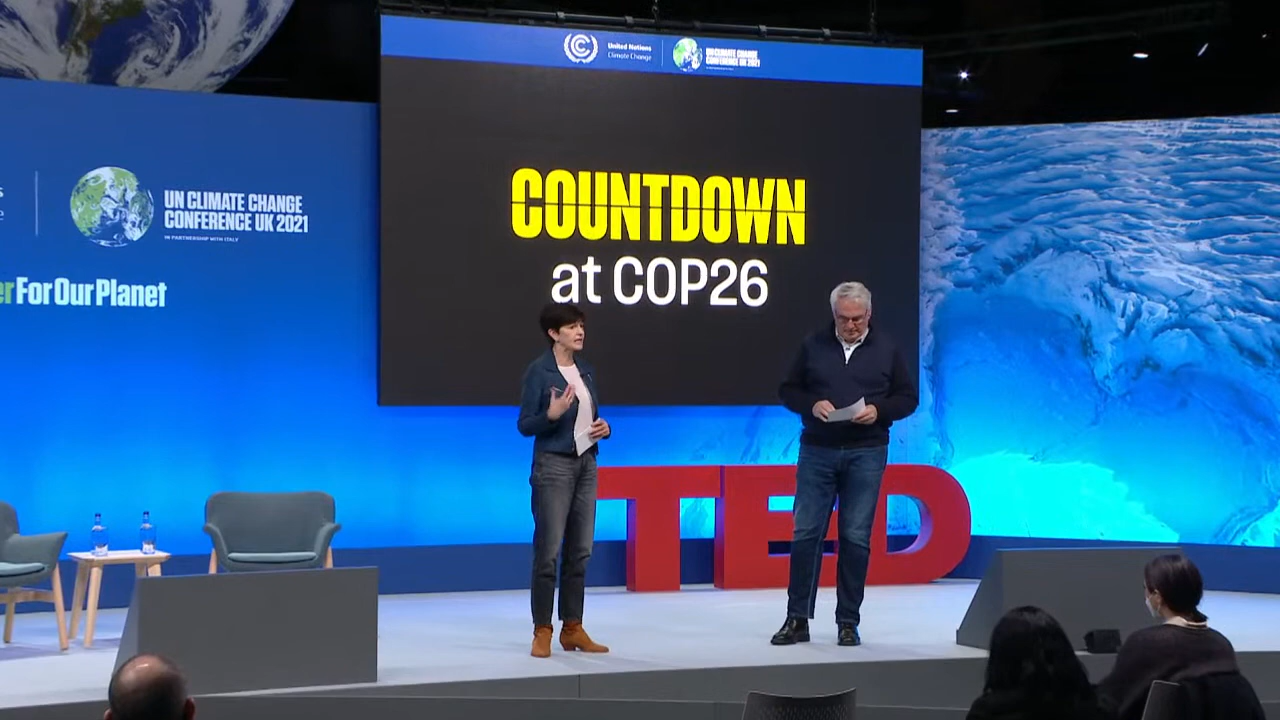 United Nations
Climate Change
UN CLIMATE CHANGE
CONFERENCE UK 2021
COUNTDOWN
at COP26
UN CLIMATE CHANGE
CONFERENCE UK 2021
IN PARTNERSHIP WITH ITALY
erForOurPlanet
TED